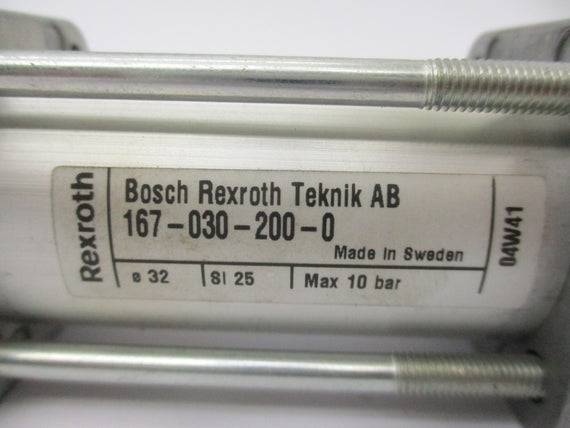 Rexroth
Bosch Rexroth Teknik AB
167-030-200-0
Made in Sweden
ø 32
Sl 25
Max 10 bar
04W41